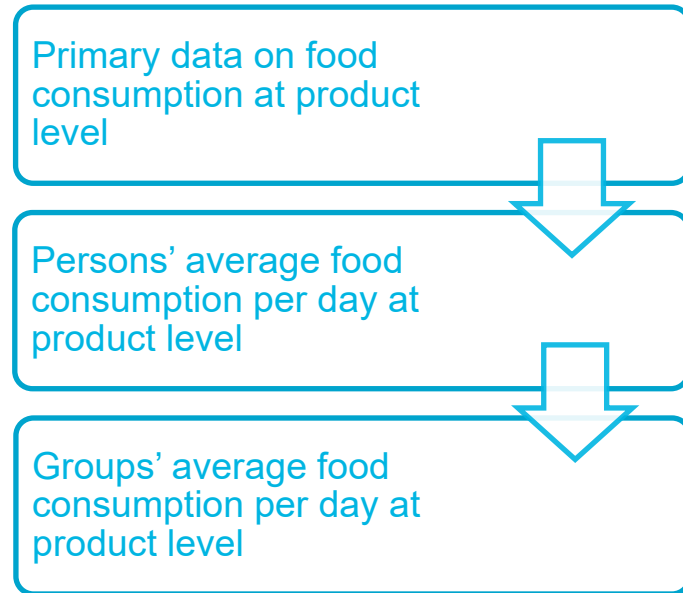 Primary data on food
consumption at product
level
Persons’ average food
consumption per day at
product level
Groups’ average food
consumption per day at
product level